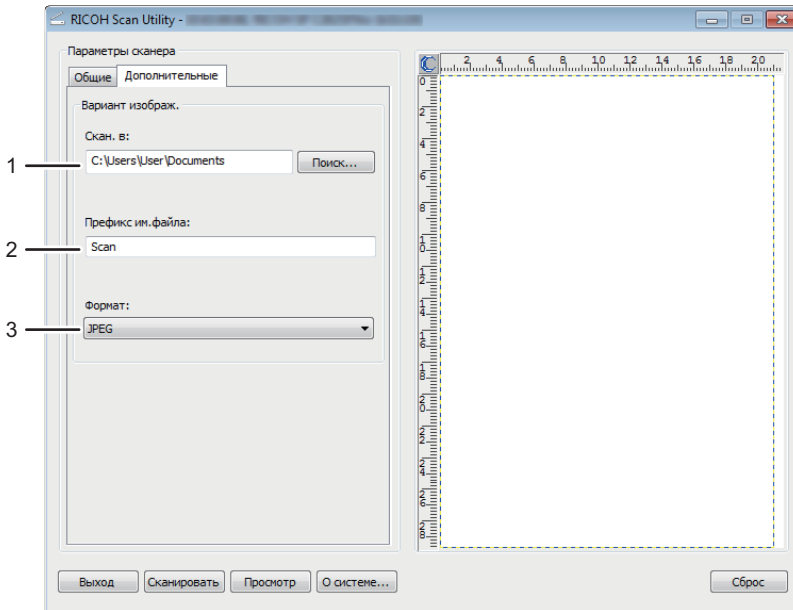 RICOH Scan Utility -
Параметры сканера
Общие
Дополнительные
Вариант изображ.
Скан. в:
1
C:\Users\User\Documents
Поиск...
Префикс им.файла:
2
Scan
Формат:
3
JPEG
Выход
Сканировать
Просмотр
О системе...
2 4 6 8 10 12 14 16 18 20
0
2
4
6
8
10
12
14
16
18
20
22
24
26
28
Сброс